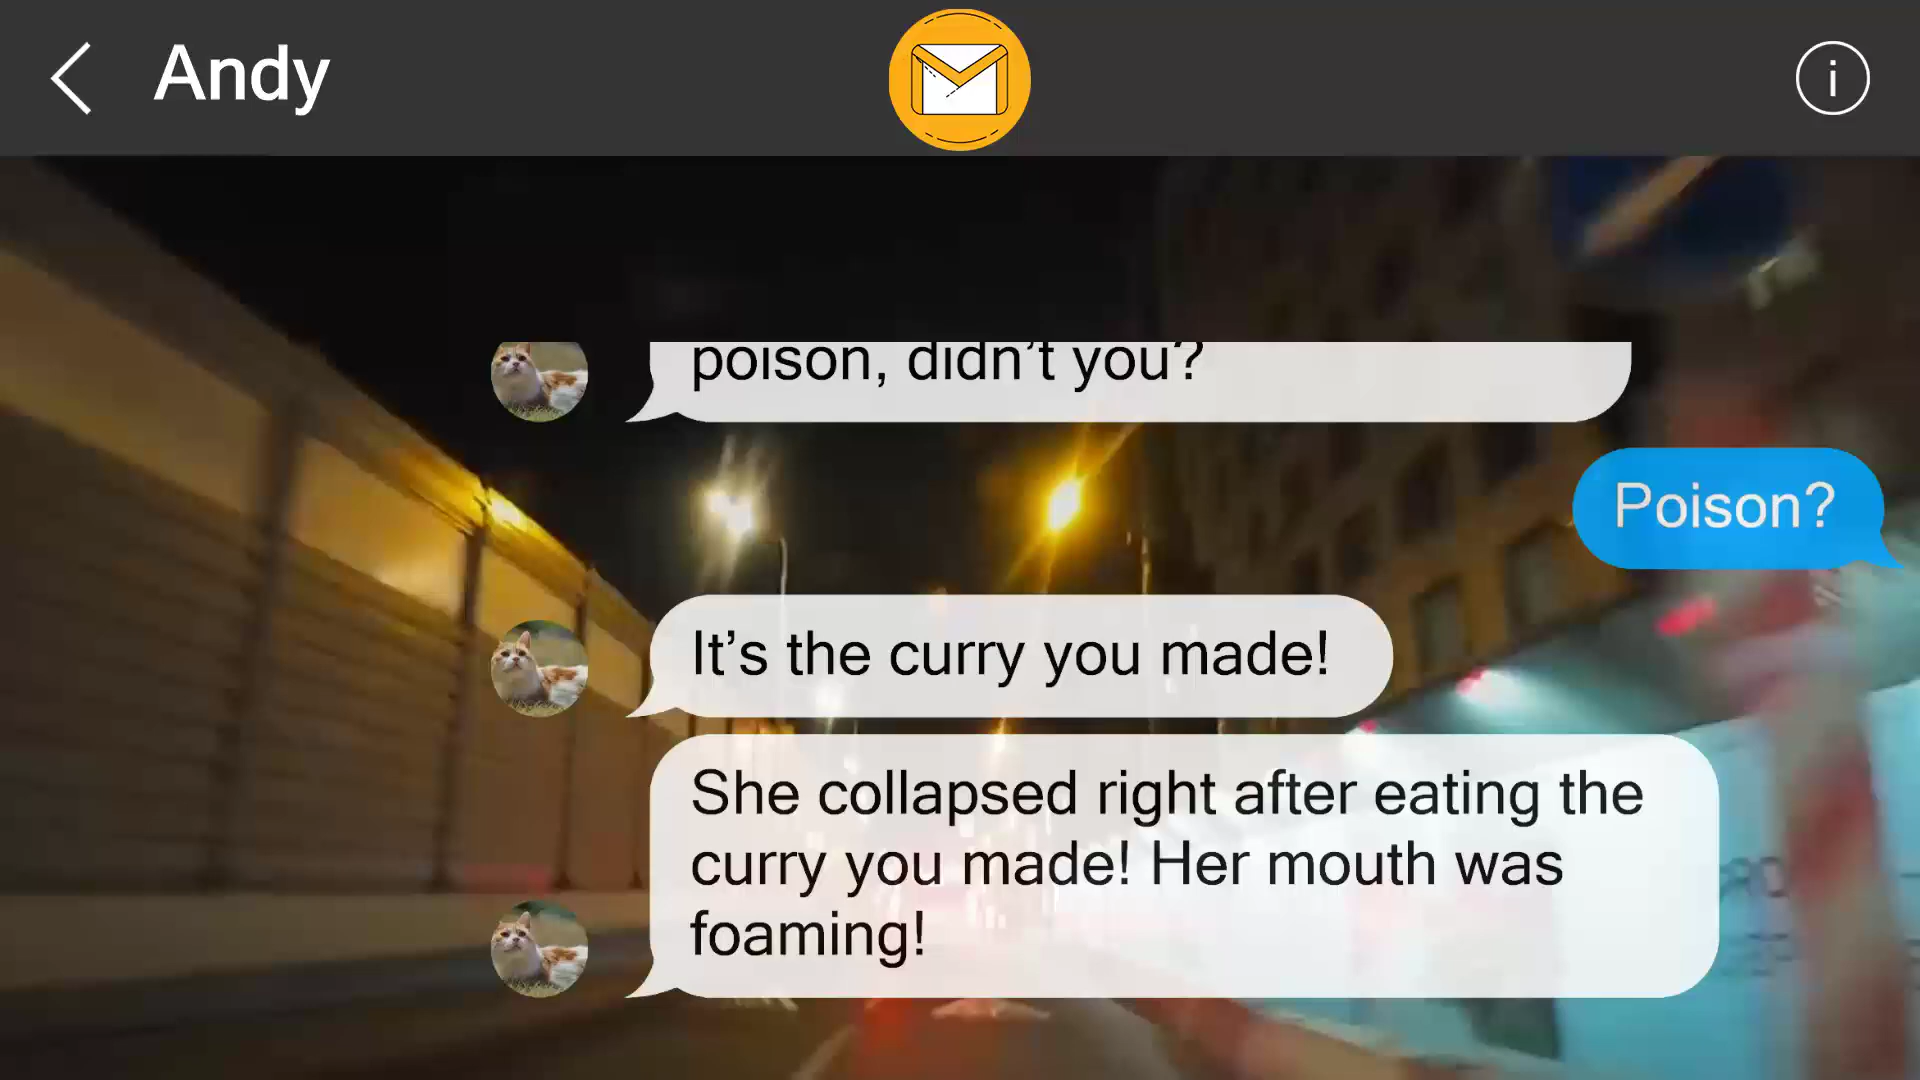 Andy
poison, didn't you?
Poison?
It's the curry you made!
She collapsed right after eating the
curry you made! Her mouth was
foaming!